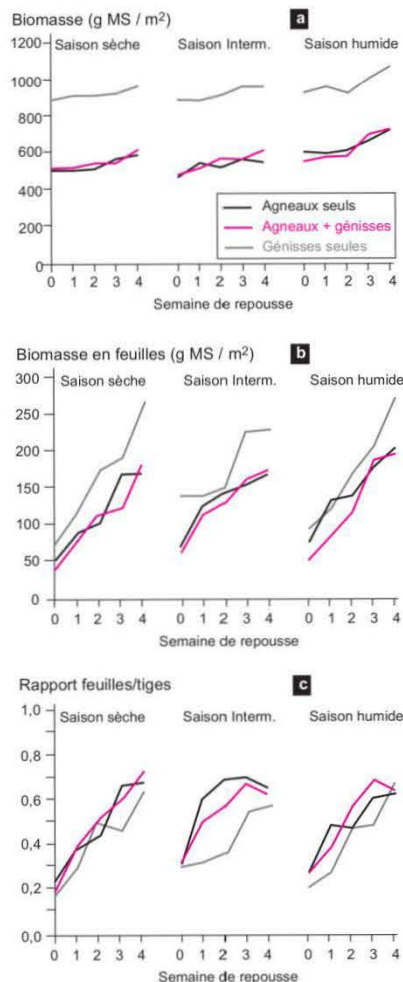 Biomasse (g MS / m²) a
Saison sèche Saison Interm. Saison humide
1200
1000
800
600
400
200
0
Agneaux seuls
Agneaux + génisses
Génisses seules
0 1 2 3 4 0 1 2 3 4 0 1 2 3 4
Semaine de repousse
Biomasse en feuilles (g MS / m²) b
Saison sèche Saison Interm. Saison humide
300
250
200
150
100
50
0
0 1 2 3 4 0 1 2 3 4 0 1 2 3 4
Semaine de repousse
Rapport feuilles/tiges c
Saison sèche Saison Interm. Saison humide
1,0
0,8
0,6
0,4
0,2
0,0
0 1 2 3 4 0 1 2 3 4 0 1 2 3 4
Semaine de repousse